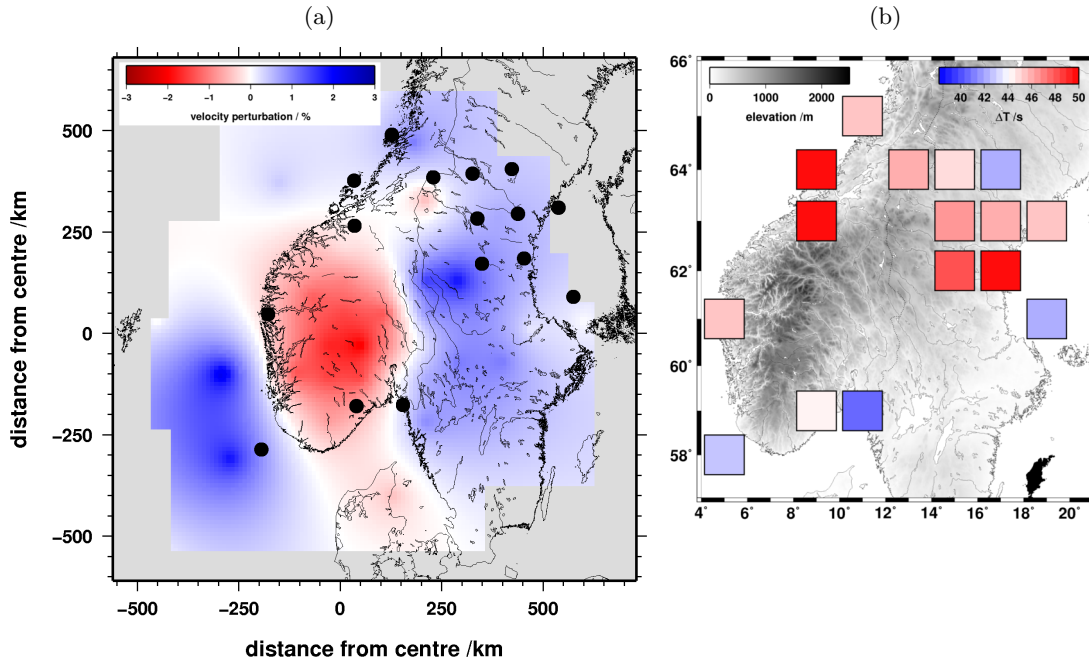 (a)
(b)
−3 −2 −1 0 1 2 3
velocity perturbation / %
500
250
0
−250
−500
distance from centre /km
−500 −250 0 250 500
distance from centre /km
0 1000 2000
elevation /m
40 42 44 46 48 50
ΔT /s
66˚
64˚
62˚
60˚
58˚
4˚ 6˚ 8˚ 10˚ 12˚ 14˚ 16˚ 18˚ 20˚